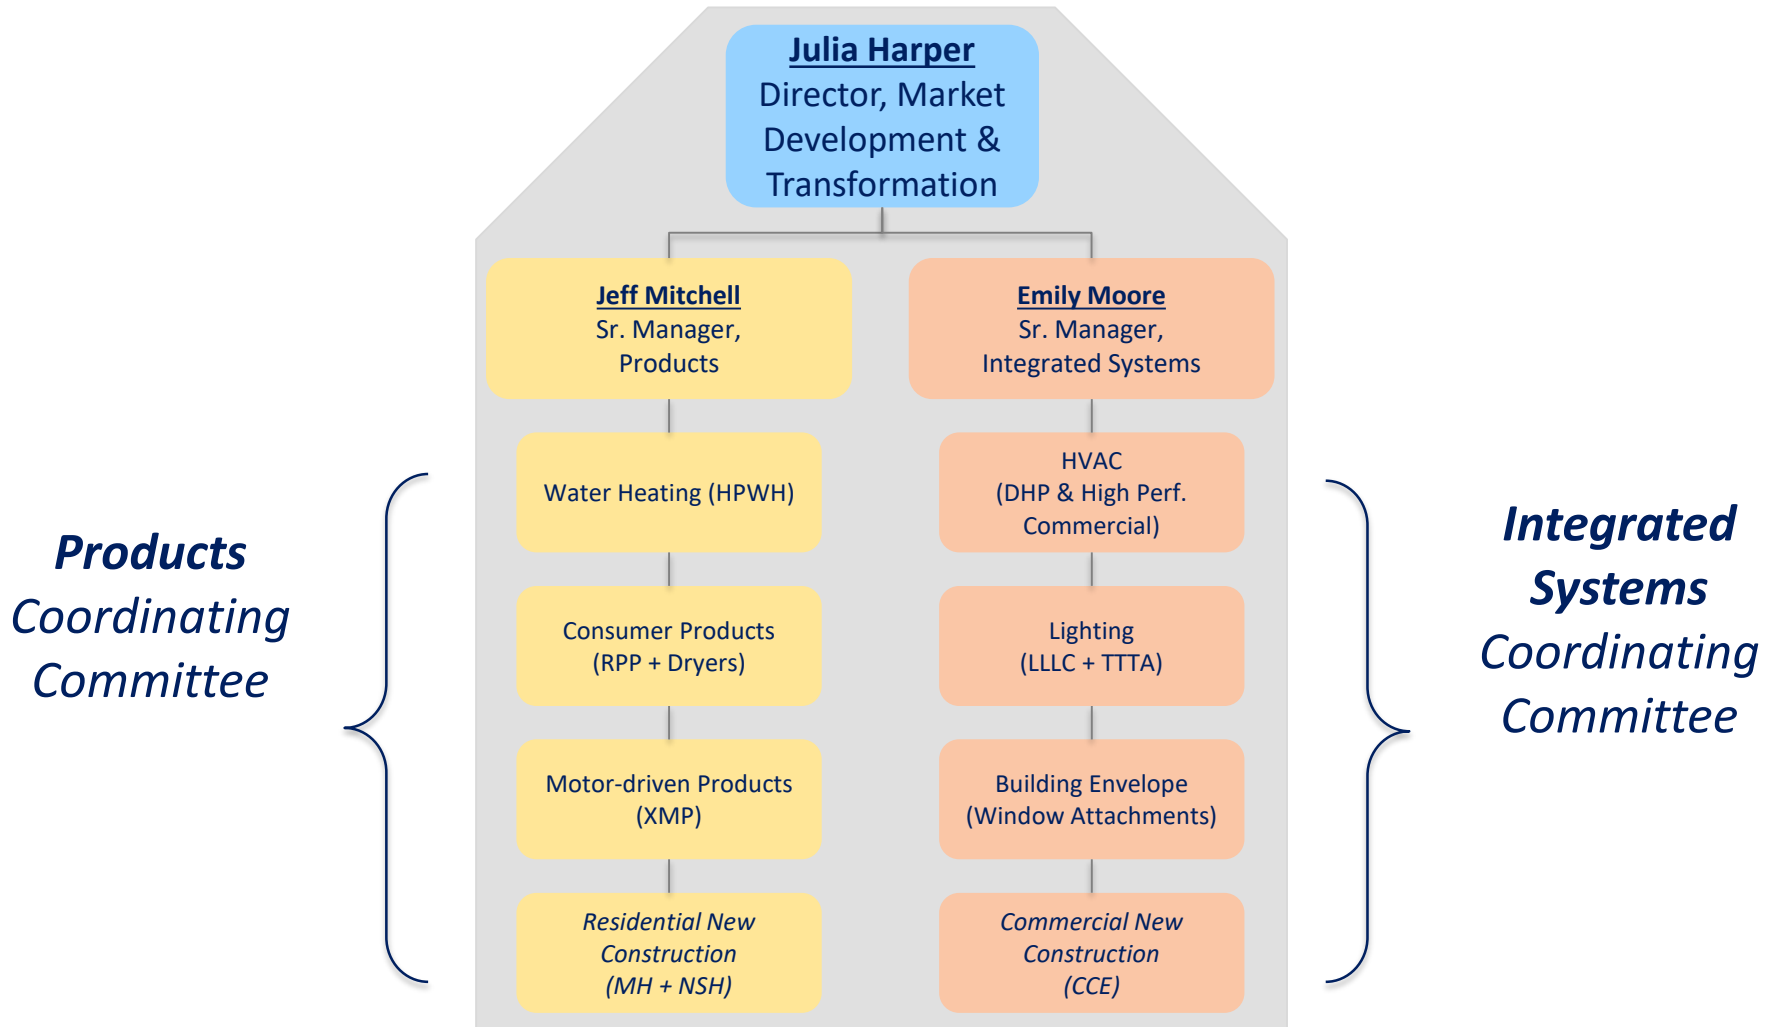 Julia Harper
Director, Market
Development &
Transformation
Jeff Mitchell
Sr. Manager,
Products
Emily Moore
Sr. Manager,
Integrated Systems
Water Heating (HPWH)
HVAC
(DHP & High Perf.
Commercial)
Products
Coordinating
Committee
Integrated
Systems
Coordinating
Committee
Consumer Products
(RPP + Dryers)
Lighting
(LLLC + TTTA)
Motor-driven Products
(XMP)
Building Envelope
(Window Attachments)
Residential New
Construction
(MH + NSH)
Commercial New
Construction
(CCE)